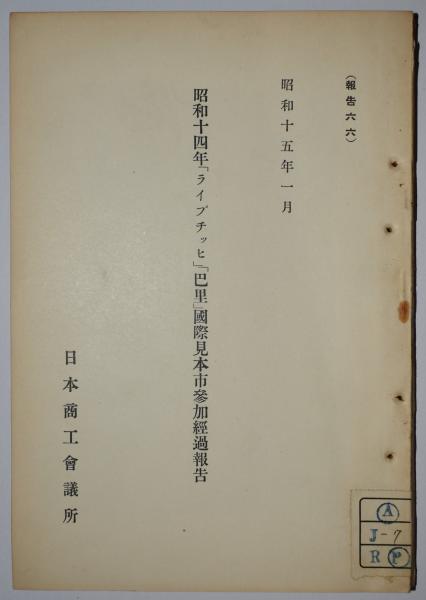 (報告六六)
昭和十五年一月
昭和十四年「ライプチッヒ」「巴里」國際見本市參加經過報告
日本商工會議所
A
J-7
R P